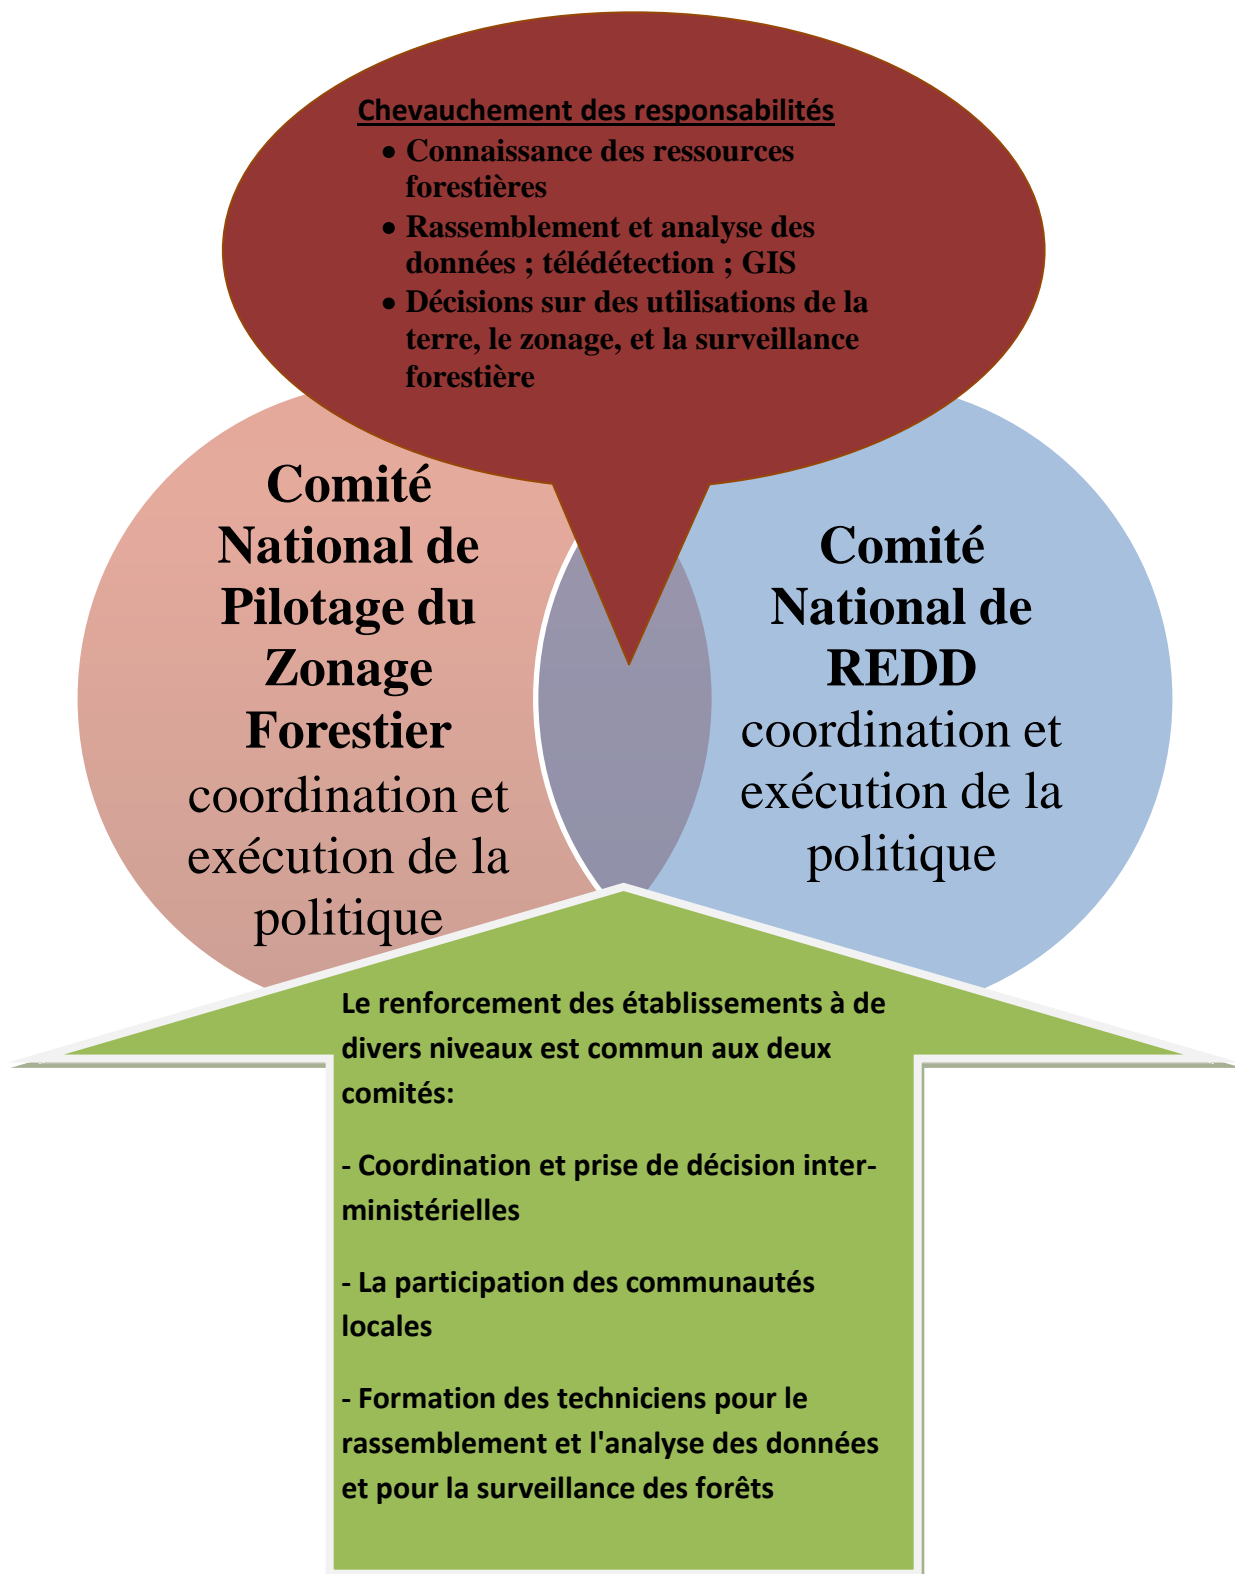 Chevauchement des responsabilités
• Connaissance des ressources
forestières
• Rassemblement et analyse des
données ; télédétection ; GIS
• Décisions sur des utilisations de la
terre, le zonage, et la surveillance
forestière
Comité
National de
Pilotage du
Zonage
Forestier
coordination et
exécution de la
politique
Comité
National de
REDD
coordination et
exécution de la
politique
Le renforcement des établissements à de
divers niveaux est commun aux deux
comités:
- Coordination et prise de décision inter-
ministérielles
- La participation des communautés
locales
- Formation des techniciens pour le
rassemblement et l'analyse des données
et pour la surveillance des forêts